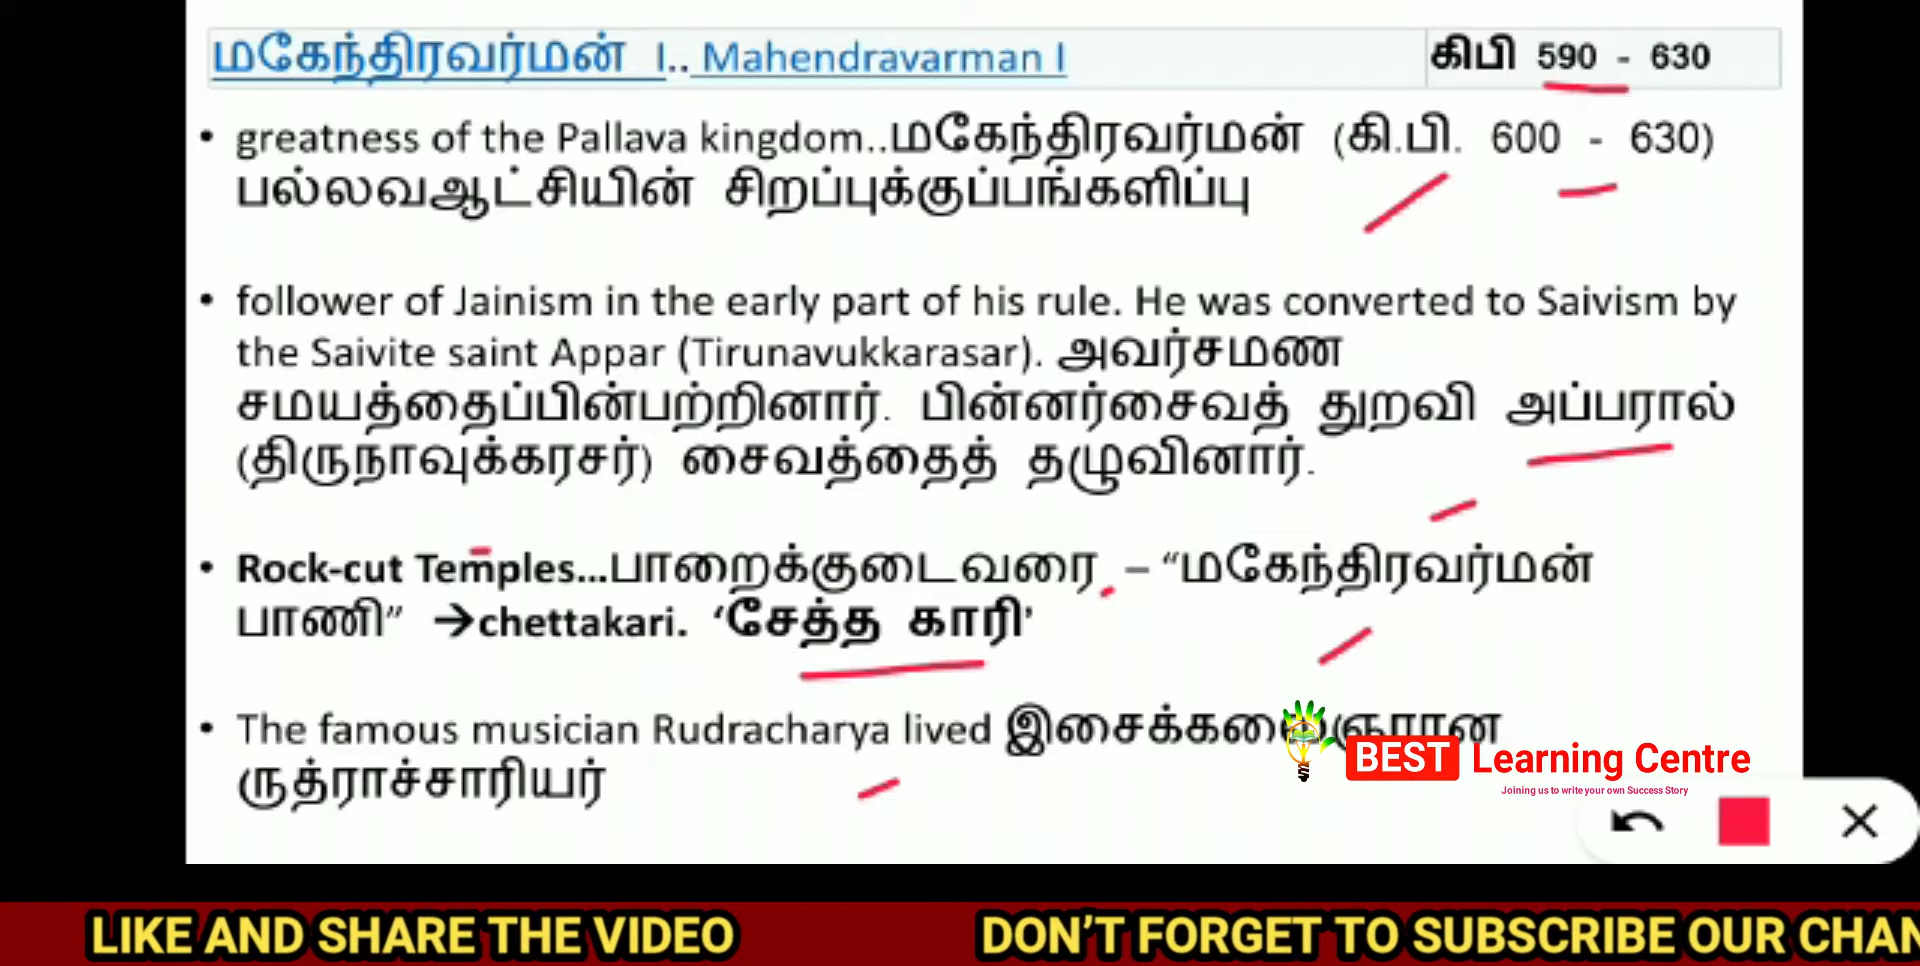 மகேந்திரவர்மன் I.. Mahendravarman I கிபி 590 - 630
• greatness of the Pallava kingdom..மகேந்திரவர்மன் (கி.பி. 600 - 630)
பல்லவஆட்சியின் சிறப்புக்குப்பங்களிப்பு
• follower of Jainism in the early part of his rule. He was converted to Saivism by
the Saivite saint Appar (Tirunavukkarasar). அவர்சமண
சமயத்தைப்பின்பற்றினார். பின்னர்சைவத் துறவி அப்பரால்
(திருநாவுக்கரசர்) சைவத்தைத் தழுவினார்.
• Rock-cut Temples...பாறைக்குடைவரை – “மகேந்திரவர்மன்
பாணி” →chettakari. ‘சேத்த காரி’
• The famous musician Rudracharya lived இசைக்கலைஞரான
ருத்ராச்சாரியர்
BEST Learning Centre
Joining us to write your own Success Story
LIKE AND SHARE THE VIDEO DON’T FORGET TO SUBSCRIBE OUR CHAN